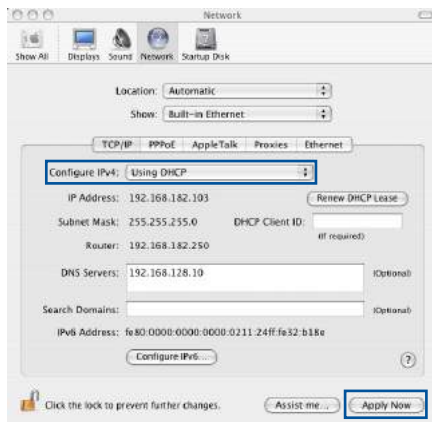 Network
Show All Displays Sound Network Startup Disk
Location: Automatic
Show: Built-in Ethernet
TCP/IP PPPoE AppleTalk Proxies Ethernet
Configure IPv4: Using DHCP
IP Address: 192.168.182.103 Renew DHCP Lease
Subnet Mask: 255.255.255.0 DHCP Client ID:
(If required)
Router: 192.168.182.250
DNS Servers: 192.168.128.10 (Optional)
Search Domains: (Optional)
IPv6 Address: fe80:0000:0000:0000:0211:24ff:fe32:b18e
Configure IPv6... ?
Click the lock to prevent further changes. Assist me... Apply Now